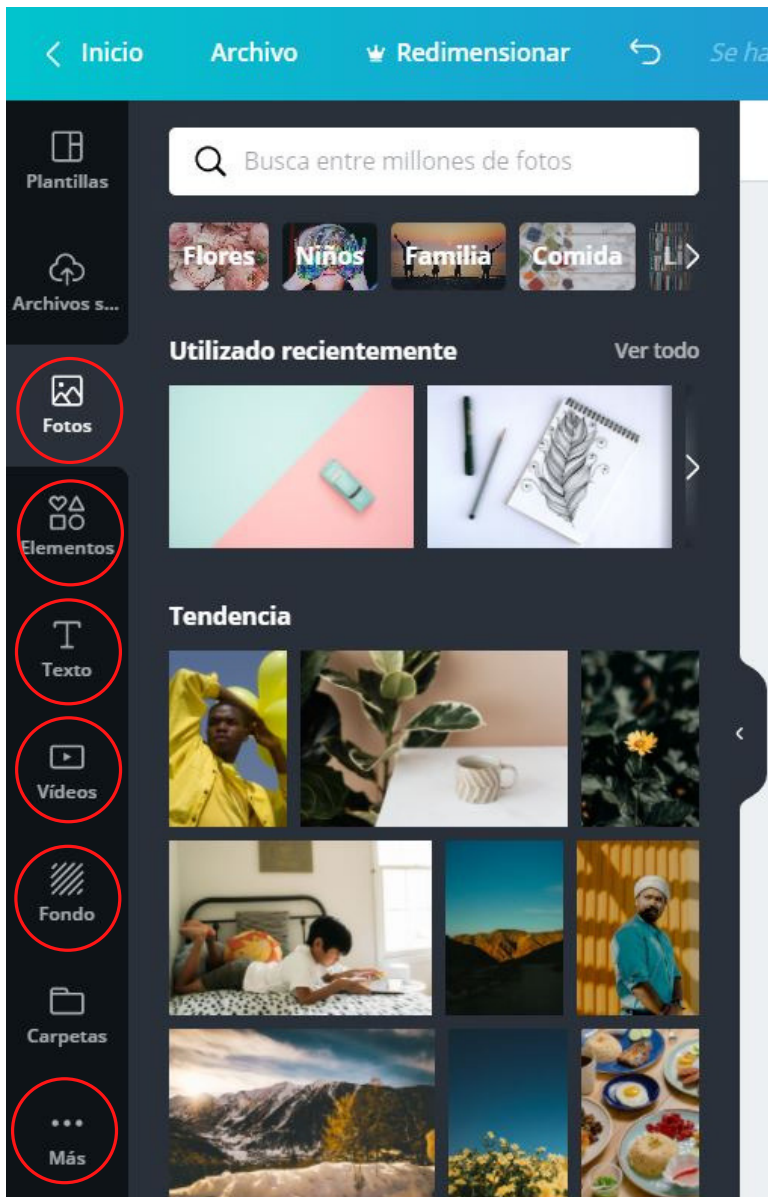 Inicio Archivo Redimensionar Se ha
Plantillas
Archivos s...
Fotos
Elementos
Texto
Vídeos
Fondo
Carpetas
Más
Busca entre millones de fotos
Flores Niños Familia Comida Li
Utilizado recientemente Ver todo
Tendencia